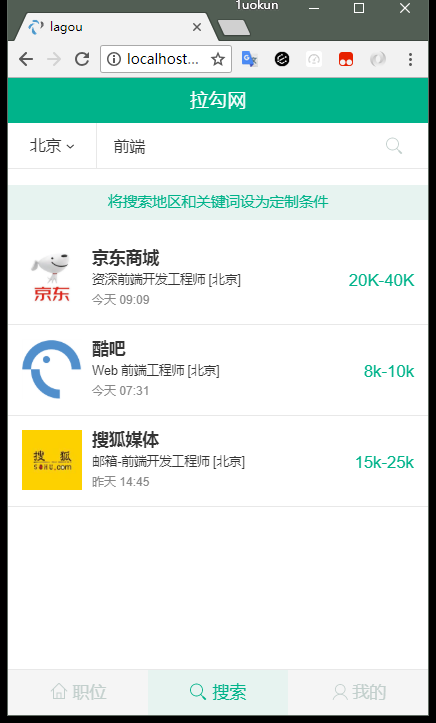 1uokun
lagou
localhost...
拉勾网
北京 前端
将搜索地区和关键词设为定制条件
京东商城
资深前端开发工程师 [北京]
20K-40K
今天 09:09
京东
酷吧
Web 前端工程师 [北京]
8k-10k
今天 07:31
搜狐媒体
邮箱-前端开发工程师 [北京]
15k-25k
昨天 14:45
搜 狐
SOHU.com
职位 搜索 我的